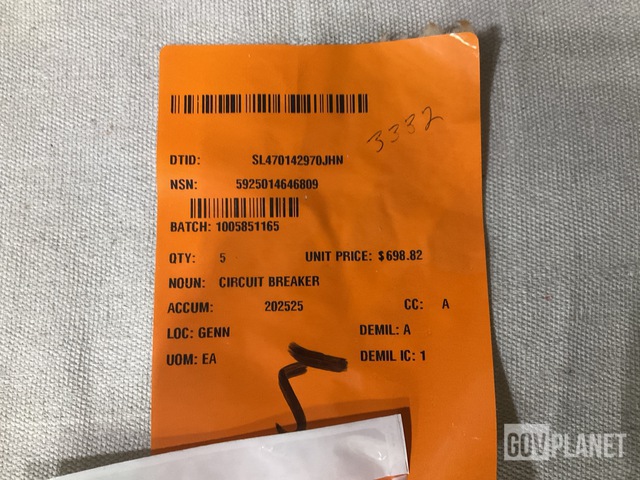 3332
DTID: SL470142970JHN
NSN: 5925014646809
BATCH: 1005851165
QTY: 5 UNIT PRICE: $698.82
NOUN: CIRCUIT BREAKER
ACCUM: 202525 CC: A
LOC: GENN DEMIL: A
UOM: EA DEMIL IC: 1
5
GOVPLANET